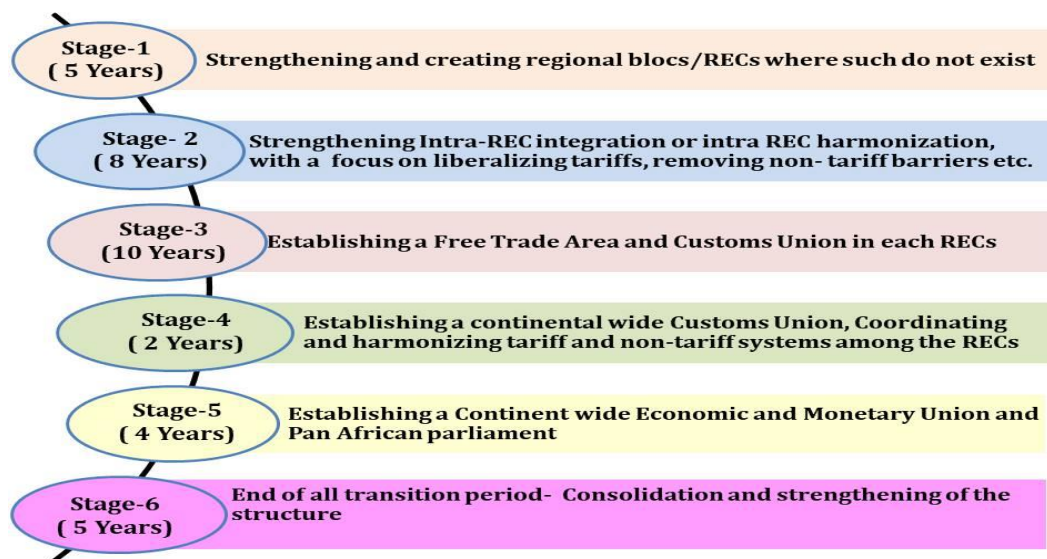 Stage-1
( 5 Years)
Strengthening and creating regional blocs/RECs where such do not exist
Stage- 2
( 8 Years)
Strengthening Intra-REC integration or intra REC harmonization,
with a focus on liberalizing tariffs, removing non- tariff barriers etc.
Stage-3
(10 Years)
Establishing a Free Trade Area and Customs Union in each RECs
Stage-4
( 2 Years)
Establishing a continental wide Customs Union, Coordinating
and harmonizing tariff and non-tariff systems among the RECs
Stage-5
( 4 Years)
Establishing a Continent wide Economic and Monetary Union and
Pan African parliament
Stage-6
( 5 Years)
End of all transition period- Consolidation and strengthening of the
structure